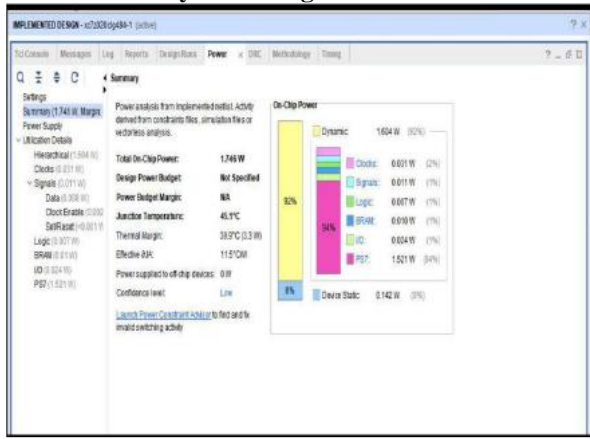 IMPLEMENTED DESIGN - xc7z020clg484-1 (active)
Tcl Console Messages Log Reports Design Runs Power DRC Methodology Timing
Summary
Settings
Summary (1.746 W, Margin
Power Supply
Utilization Details
Hierarchical (1.604 W)
Clocks (0.031 W)
Signals (0.011 W)
Data (0.008 W)
Clock Enable (0.002
Set/Reset (<0.001 W
Logic (0.007 W)
BRAM (0.01 W)
I/O (0.024 W)
PS7 (1.521 W)
Power analysis from Implemented netlist. Activity
derived from constraints files, simulation files or
vectorless analysis.
Total On-Chip Power: 1.746 W
Design Power Budget: Not Specified
Power Budget Margin: N/A
Junction Temperature: 45.1°C
Thermal Margin: 39.9°C (3.3 W)
Effective ϑJA: 11.5°C/W
Power supplied to off-chip devices: 0 W
Confidence level: Low
Launch Power Constraint Advisor to find and fix
invalid switching activity
On-Chip Power
Dynamic: 1.604 W (92%)
92%
94%
Clocks: 0.031 W (2%)
Signals: 0.011 W (1%)
Logic: 0.007 W (1%)
BRAM: 0.010 W (1%)
I/O: 0.024 W (1%)
PS7: 1.521 W (94%)
8%
Device Static: 0.142 W